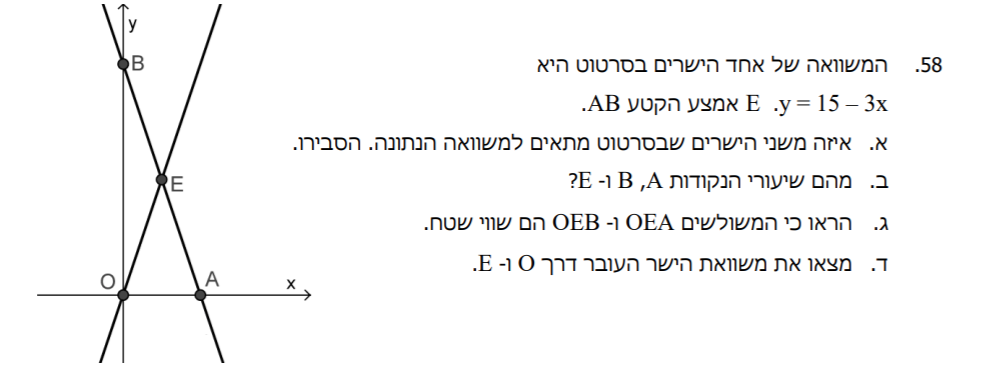 58. המשוואה של אחד הישרים בסרטוט היא
y = 15 – 3x. E אמצע הקטע AB.
א. איזה משני הישרים שבסרטוט מתאים למשוואה הנתונה. הסבירו.
ב. מהם שיעורי הנקודות A, B ו- E?
ג. הראו כי המשולשים OEA ו- OEB הם שווי שטח.
ד. מצאו את משוואת הישר העובר דרך O ו- E.
y
B
E
O
A
x